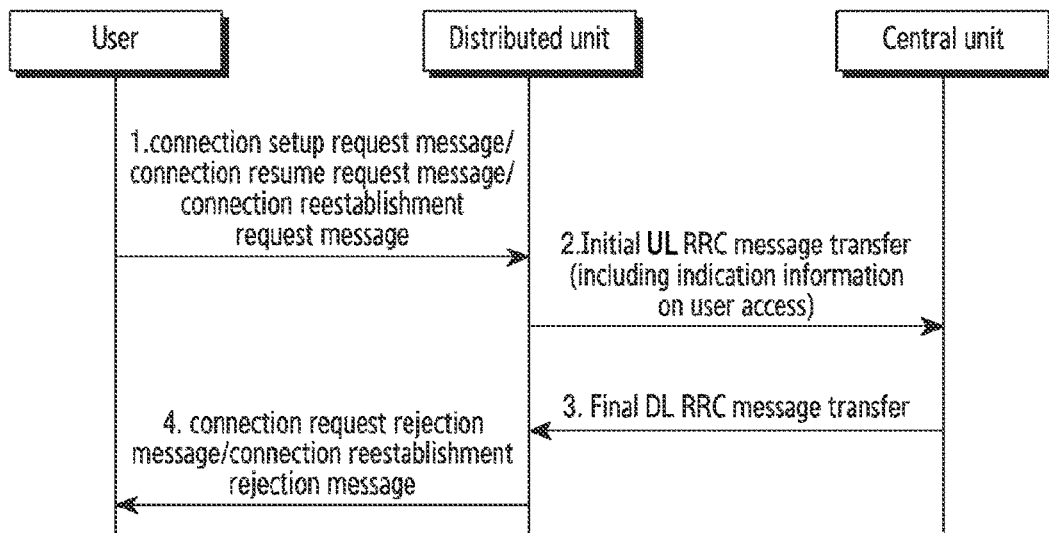 User
Distributed unit
Central unit
1.connection setup request message/
connection resume request message/
connection reestablishment
request message
2.Initial UL RRC message transfer
(including indication information
on user access)
3. Final DL RRC message transfer
4. connection request rejection
message/connection reestablishment
rejection message